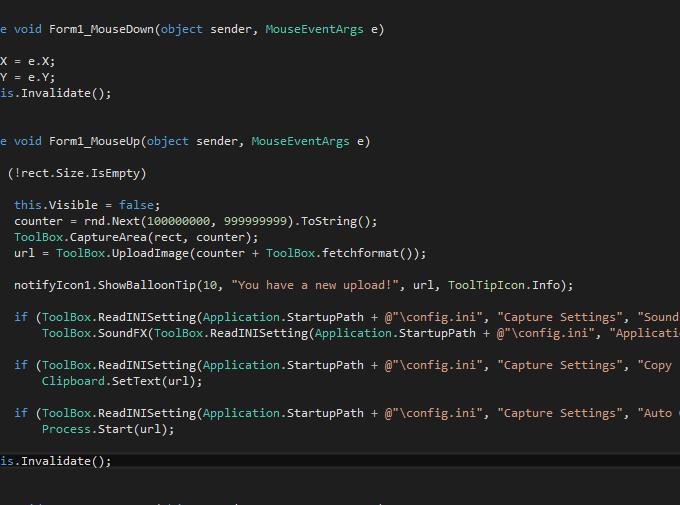 e void Form1_MouseDown(object sender, MouseEventArgs e)
X = e.X;
Y = e.Y;
is.Invalidate();
e void Form1_MouseUp(object sender, MouseEventArgs e)
(!rect.Size.IsEmpty)
this.Visible = false;
counter = rnd.Next(100000000, 999999999).ToString();
ToolBox.CaptureArea(rect, counter);
url = ToolBox.UploadImage(counter + ToolBox.fetchformat());
notifyIcon1.ShowBalloonTip(10, "You have a new upload!", url, ToolTipIcon.Info);
if (ToolBox.ReadINISetting(Application.StartupPath + @"\config.ini", "Capture Settings", "Sound
ToolBox.SoundFX(ToolBox.ReadINISetting(Application.StartupPath + @"\config.ini", "Applicati
if (ToolBox.ReadINISetting(Application.StartupPath + @"\config.ini", "Capture Settings", "Copy
Clipboard.SetText(url);
if (ToolBox.ReadINISetting(Application.StartupPath + @"\config.ini", "Capture Settings", "Auto
Process.Start(url);
is.Invalidate();